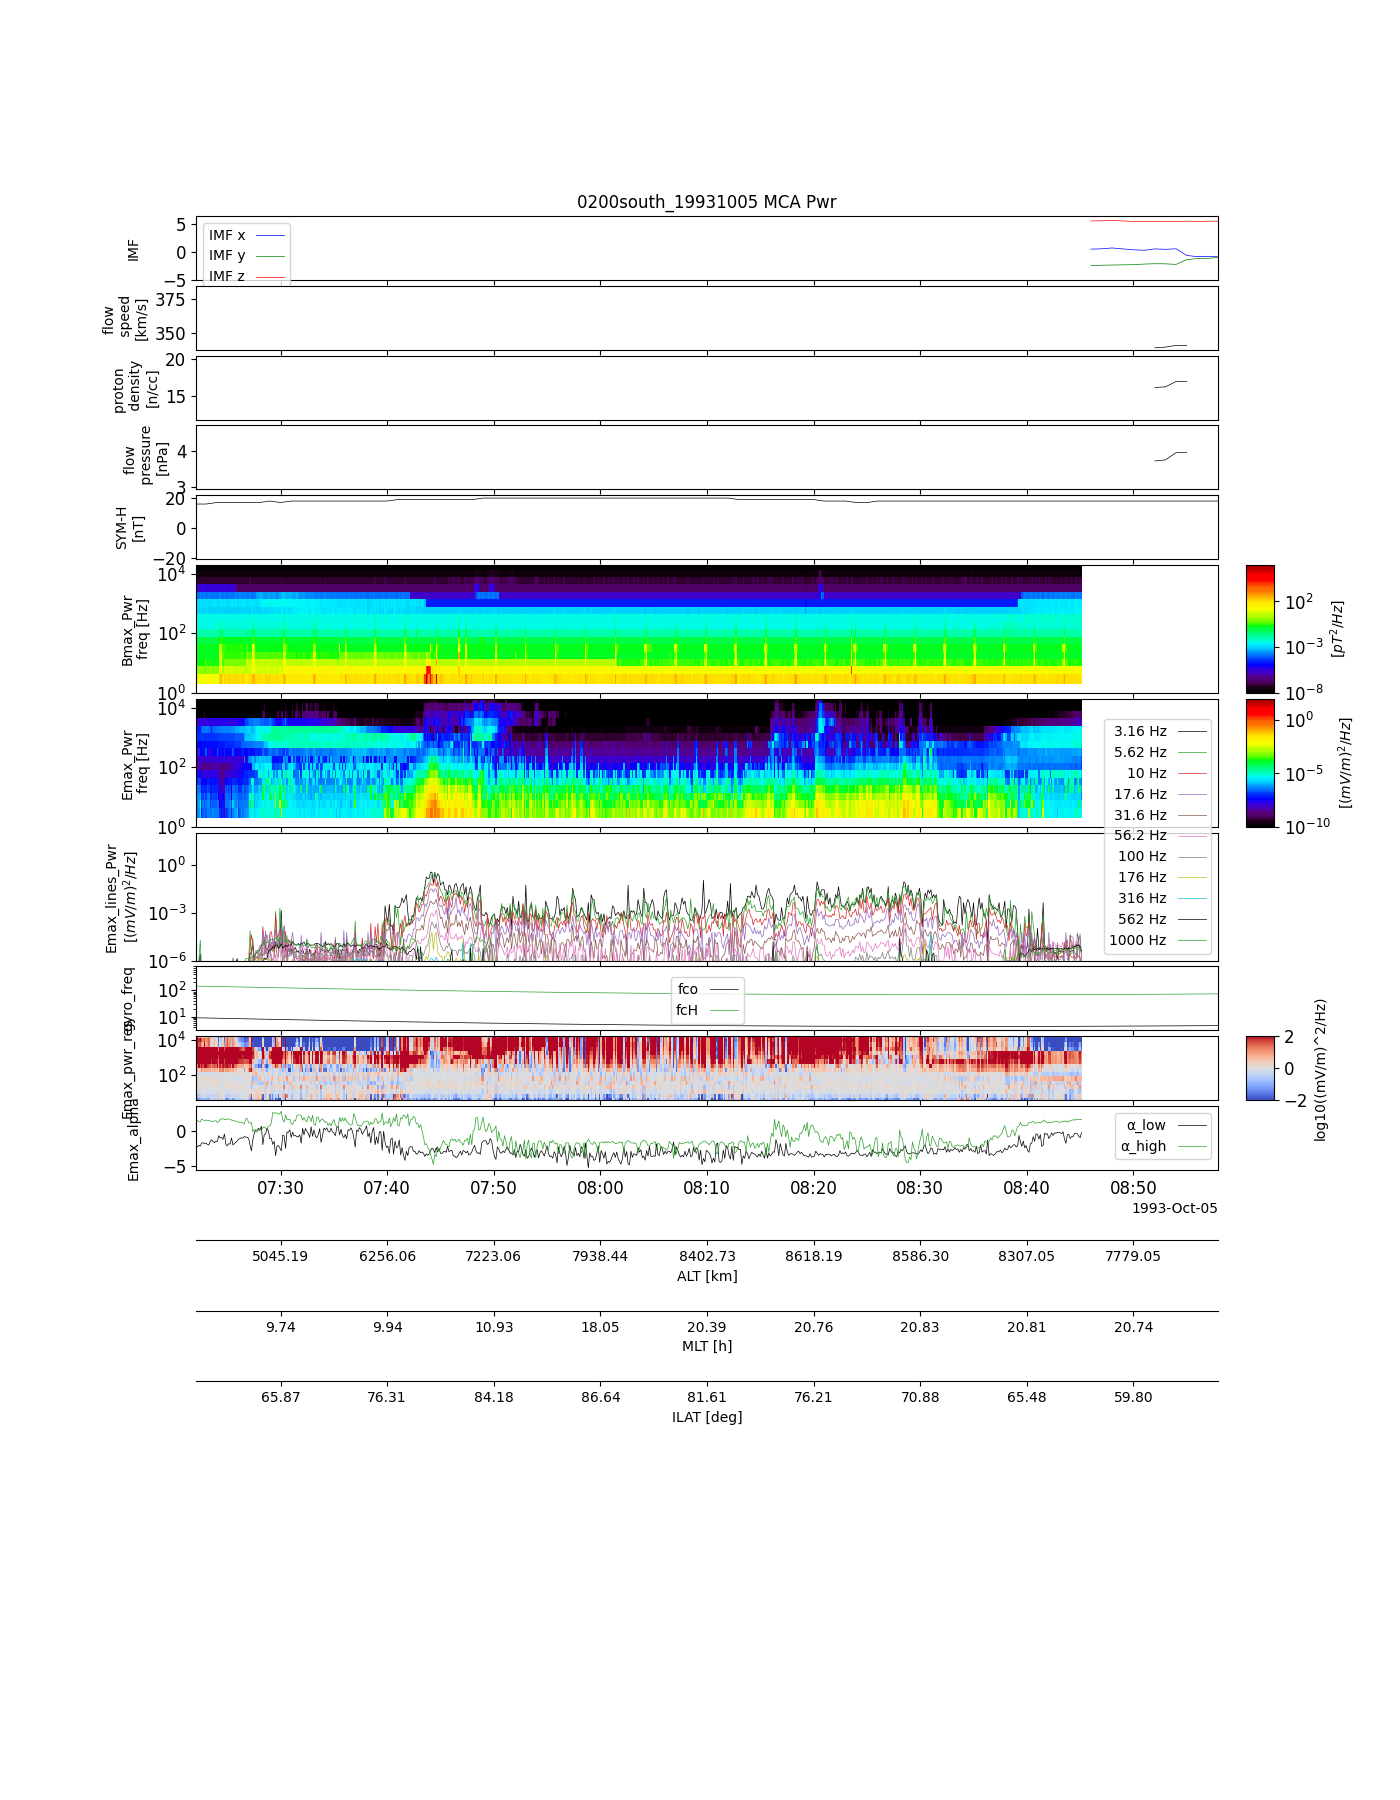 0200south_19931005 MCA Pwr
IMF
5
0
−5
IMF x
IMF y
IMF z
flow
speed
[km/s]
375
350
proton
density
[n/cc]
20
15
flow
pressure
[nPa]
4
3
SYM-H
[nT]
20
0
−20
Bmax_Pwr
freq [Hz]
10^4
10^2
10^0
10^2
10^−3
10^−8
[pT^2/Hz]
Emax_Pwr
freq [Hz]
10^4
10^2
10^0
10^0
10^−5
10^−10
[(mV/m)^2/Hz]
3.16 Hz
5.62 Hz
10 Hz
17.6 Hz
31.6 Hz
56.2 Hz
100 Hz
176 Hz
316 Hz
562 Hz
1000 Hz
Emax_lines_Pwr
[(mV/m)^2/Hz]
10^0
10^−3
10^−6
gyro_freq
10^2
10^1
fco
fcH
Emax_pwr_reg
10^4
10^2
2
0
−2
log10((mV/m)^2/Hz)
Emax_alpha
0
−5
α_low
α_high
07:30 07:40 07:50 08:00 08:10 08:20 08:30 08:40 08:50
1993-Oct-05
5045.19 6256.06 7223.06 7938.44 8402.73 8618.19 8586.30 8307.05 7779.05
ALT [km]
9.74 9.94 10.93 18.05 20.39 20.76 20.83 20.81 20.74
MLT [h]
65.87 76.31 84.18 86.64 81.61 76.21 70.88 65.48 59.80
ILAT [deg]